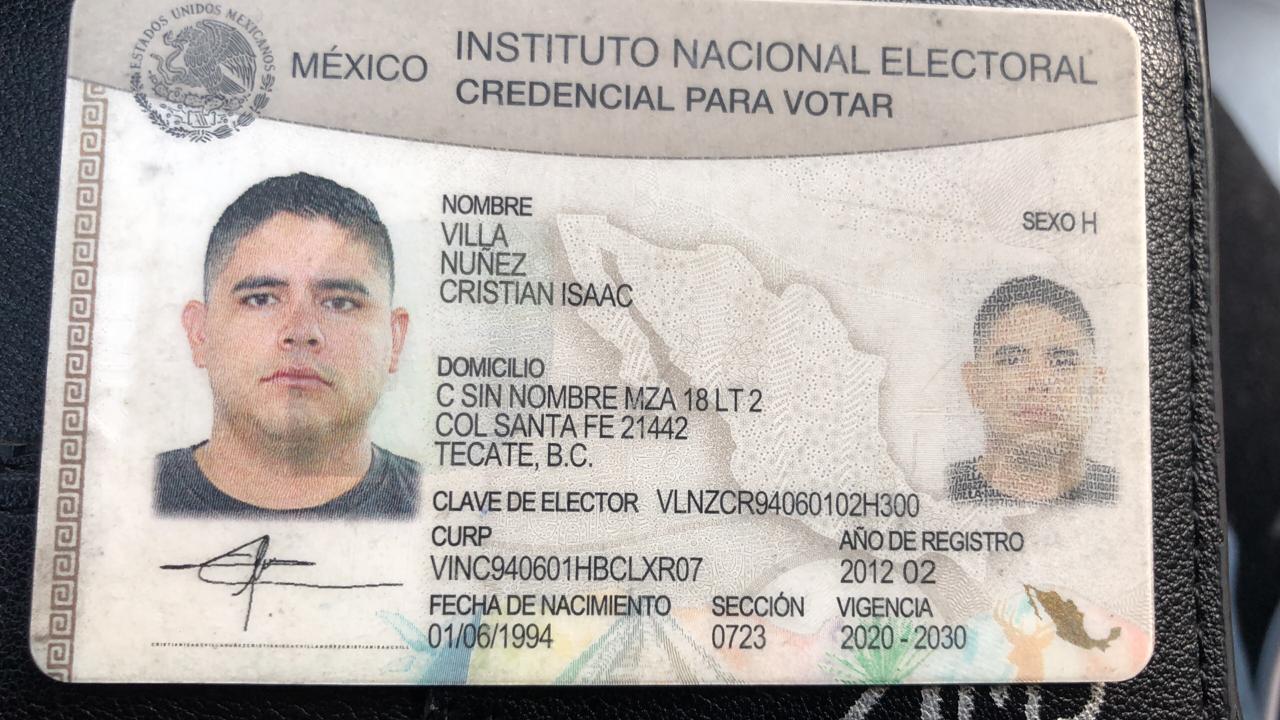 ESTADOS UNIDOS MEXICANOS
MÉXICO
INSTITUTO NACIONAL ELECTORAL
CREDENCIAL PARA VOTAR
NOMBRE
VILLA
NUÑEZ
CRISTIAN ISAAC
SEXO H
DOMICILIO
C SIN NOMBRE MZA 18 LT 2
COL SANTA FE 21442
TECATE, B.C.
CLAVE DE ELECTOR VLNZCR94060102H300
CURP
VINC940601HBCLXR07
AÑO DE REGISTRO
2012 02
FECHA DE NACIMIENTO
01/06/1994
SECCIÓN
0723
VIGENCIA
2020 - 2030